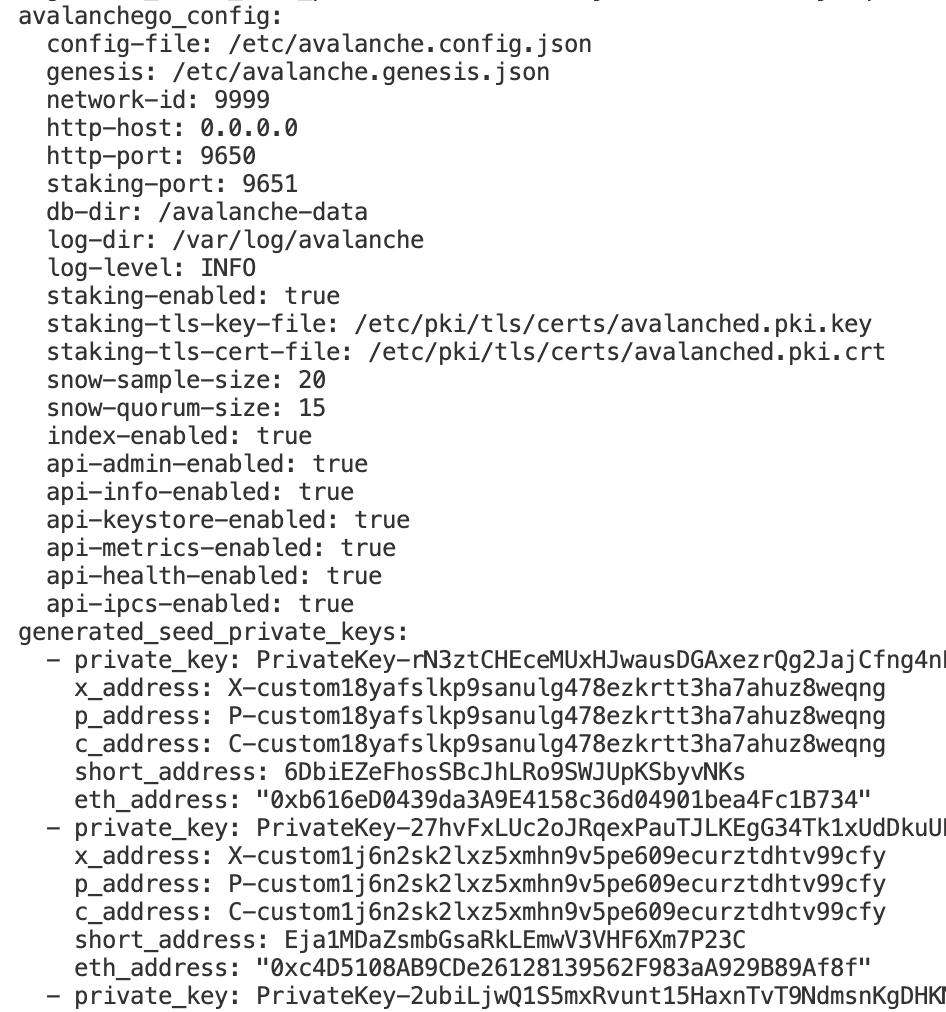 avalanchego_config:
  config-file: /etc/avalanche.config.json
  genesis: /etc/avalanche.genesis.json
  network-id: 9999
  http-host: 0.0.0.0
  http-port: 9650
  staking-port: 9651
  db-dir: /avalanche-data
  log-dir: /var/log/avalanche
  log-level: INFO
  staking-enabled: true
  staking-tls-key-file: /etc/pki/tls/certs/avalanched.pki.key
  staking-tls-cert-file: /etc/pki/tls/certs/avalanched.pki.crt
  snow-sample-size: 20
  snow-quorum-size: 15
  index-enabled: true
  api-admin-enabled: true
  api-info-enabled: true
  api-keystore-enabled: true
  api-metrics-enabled: true
  api-health-enabled: true
  api-ipcs-enabled: true
generated_seed_private_keys:
  - private_key: PrivateKey-rN3ztCHEceMUxHJwausDGAxezrQg2JajCfng4n
    x_address: X-custom18yafslkp9sanulg478ezkrtt3ha7ahuz8weqng
    p_address: P-custom18yafslkp9sanulg478ezkrtt3ha7ahuz8weqng
    c_address: C-custom18yafslkp9sanulg478ezkrtt3ha7ahuz8weqng
    short_address: 6DbiEZeFhosSBcJhLRo9SWJUpKSbyvNKs
    eth_address: "0xb616eD0439da3A9E4158c36d04901bea4Fc1B734"
  - private_key: PrivateKey-27hvFxLUc2oJRqexPauTJLKEgG34Tk1xUdDkuU
    x_address: X-custom1j6n2sk2lxz5xmhn9v5pe609ecurztdhtv99cfy
    p_address: P-custom1j6n2sk2lxz5xmhn9v5pe609ecurztdhtv99cfy
    c_address: C-custom1j6n2sk2lxz5xmhn9v5pe609ecurztdhtv99cfy
    short_address: Eja1MDaZsmbGsaRkLEmwV3VHF6Xm7P23C
    eth_address: "0xc4D5108AB9CDe26128139562F983aA929B89Af8f"
  - private_key: PrivateKey-2ubiLjwQ1S5mxRvunt15HaxnTvT9NdmsnKgDHK